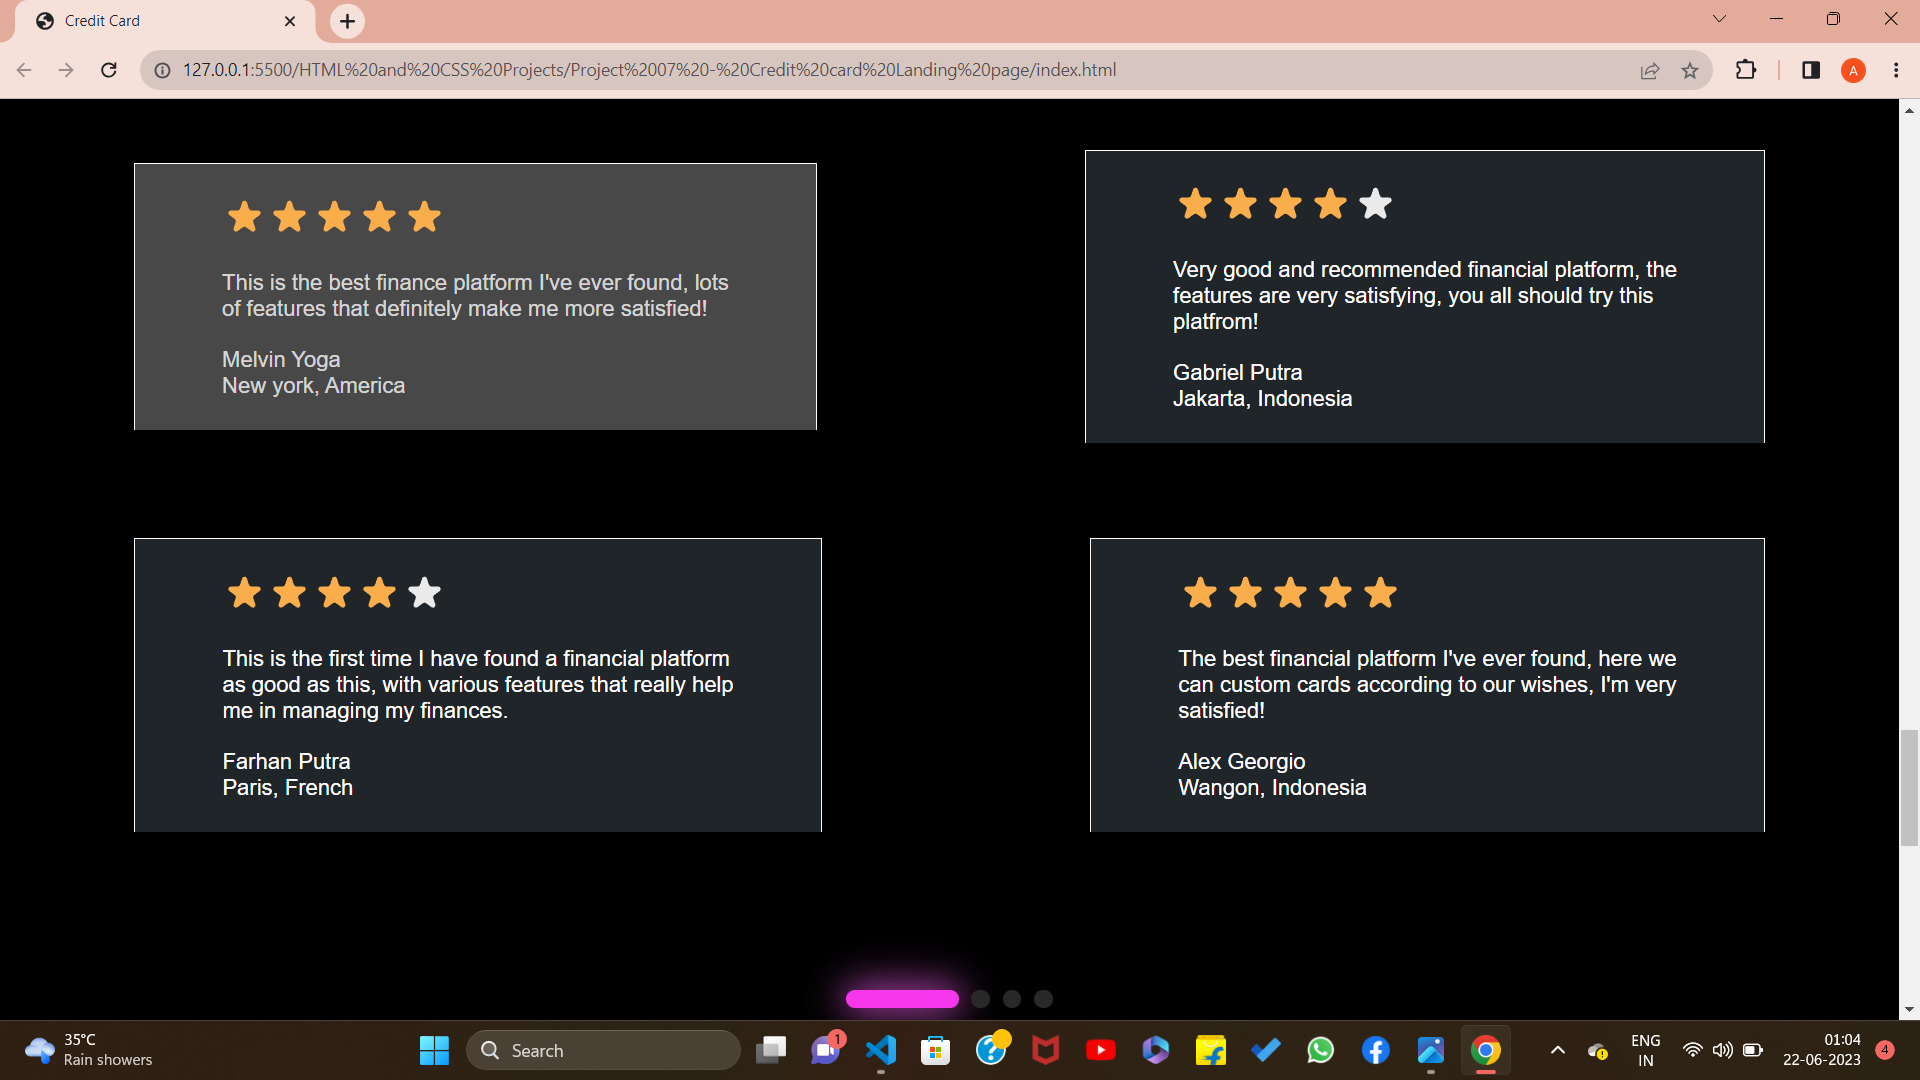 Credit Card
127.0.0.1:5500/HTML%20and%20CSS%20Projects/Project%2007%20-%20Credit%20card%20Landing%20page/index.html
A
This is the best finance platform I've ever found, lots
of features that definitely make me more satisfied!
Melvin Yoga
New york, America
Very good and recommended financial platform, the
features are very satisfying, you all should try this
platfrom!
Gabriel Putra
Jakarta, Indonesia
This is the first time I have found a financial platform
as good as this, with various features that really help
me in managing my finances.
Farhan Putra
Paris, French
The best financial platform I've ever found, here we
can custom cards according to our wishes, I'm very
satisfied!
Alex Georgio
Wangon, Indonesia
35°C
Rain showers
Search
1
ENG
IN
01:04
22-06-2023
4